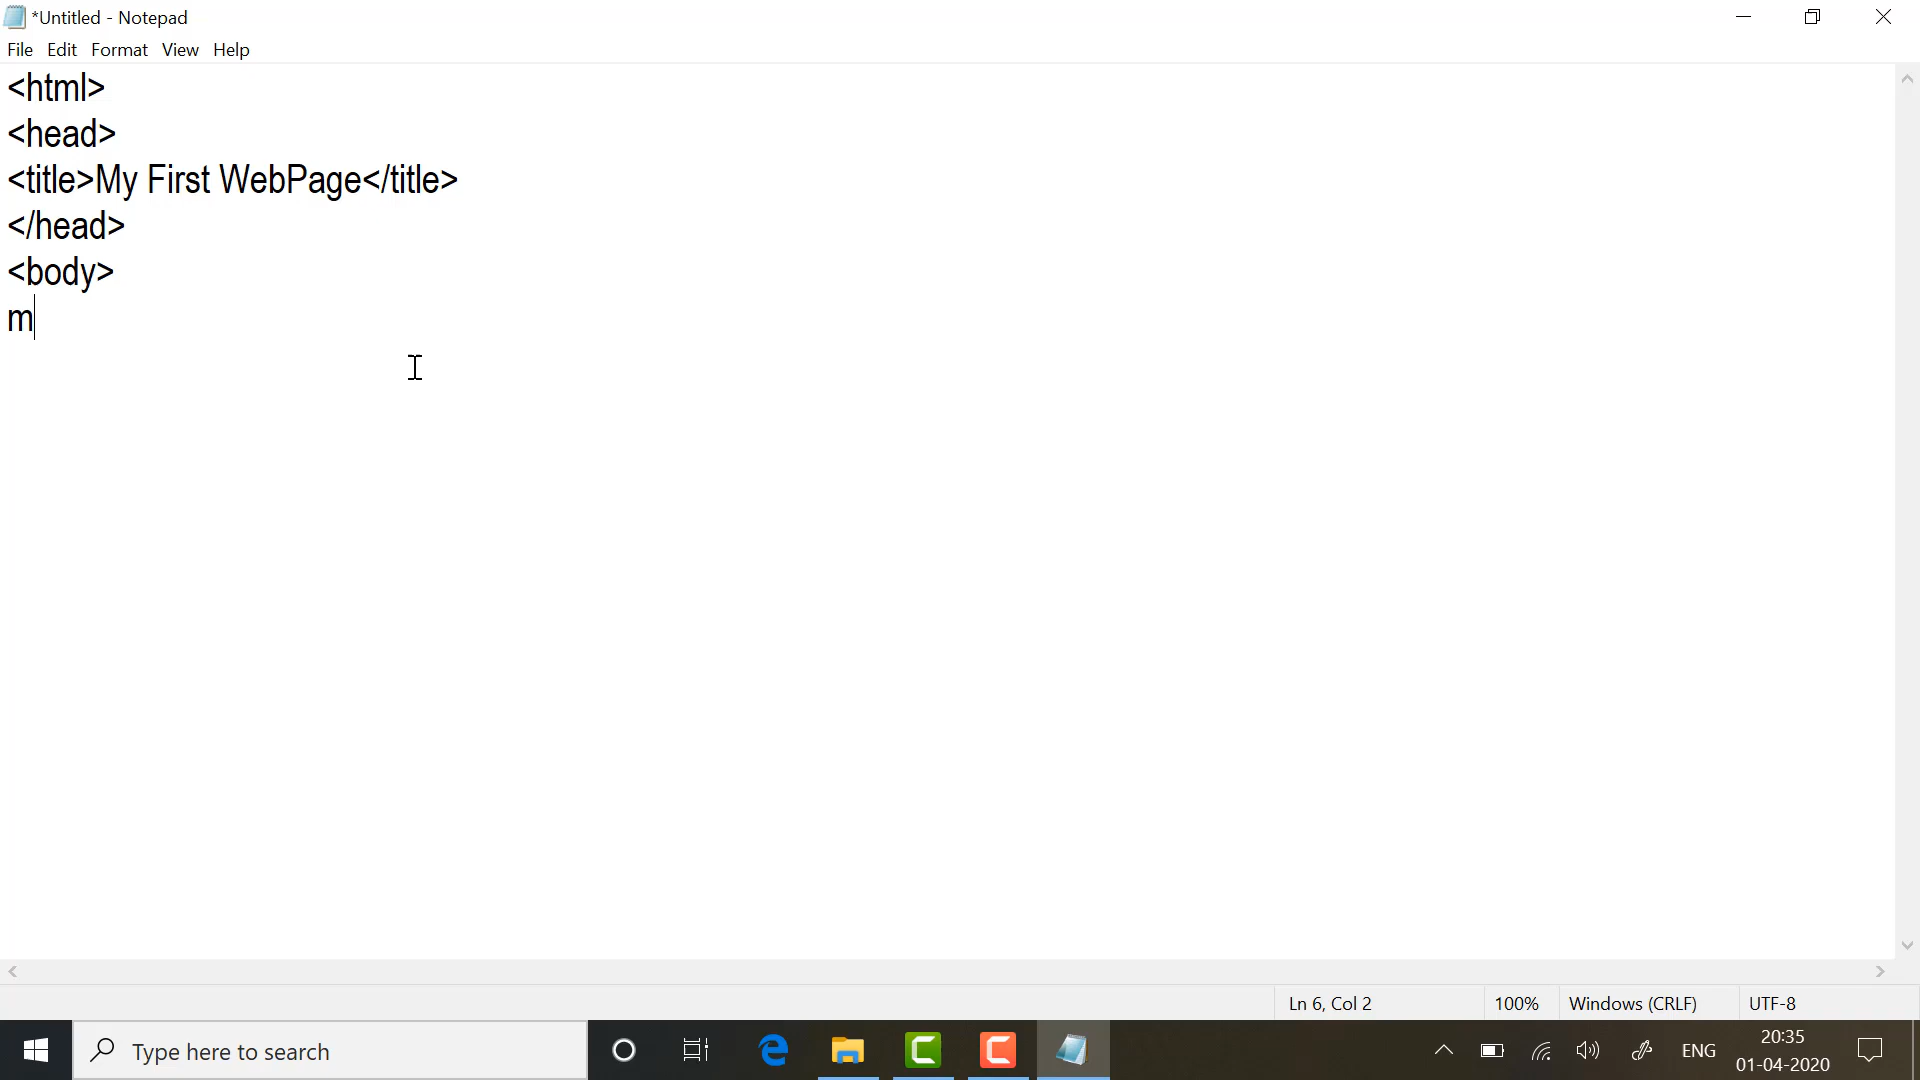 *Untitled - Notepad
File Edit Format View Help
<html>
<head>
<title>My First WebPage</title>
</head>
<body>
m
Ln 6, Col 2 100% Windows (CRLF) UTF-8
Type here to search
ENG
20:35
01-04-2020